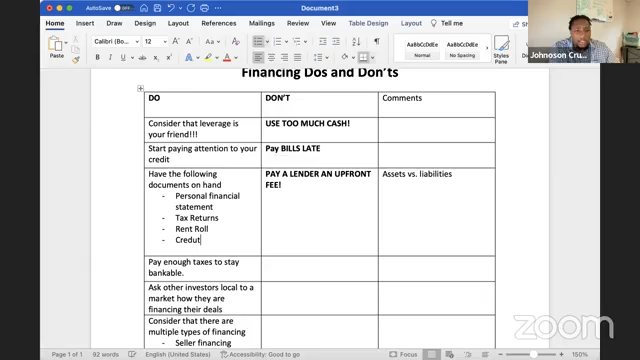 AutoSave OFF
Document3
Home
Insert
Draw
Design
Layout
References
Mailings
Review
View
Table Design
Layout
Tell me
Paste
Calibri (Bo...
12
AaBbCcDdEe
Normal
AaBbCcDdEe
No Spacing
Styles Pane
Johnoson Cru...
Financing Dos and Don'ts
DO
DON'T
Comments
Consider that leverage is
your friend!!!
USE TOO MUCH CASH!
Start paying attention to your
credit
Pay BILLS LATE
Have the following
documents on hand
- Personal financial
statement
- Tax Returns
- Rent Roll
- Credut
PAY A LENDER AN UPFRONT
FEE!
Assets vs. liabilities
Pay enough taxes to stay
bankable.
Ask other investors local to a
market how they are
financing their deals
Consider that there are
multiple types of financing
- Seller financing
Page 1 of 1
92 words
English (United States)
Accessibility: Good to go
Focus
150%
zoom